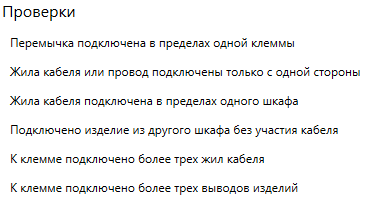 Проверки
Перемычка подключена в пределах одной клеммы
Жила кабеля или провод подключены только с одной стороны
Жила кабеля подключена в пределах одного шкафа
Подключено изделие из другого шкафа без участия кабеля
К клемме подключено более трех жил кабеля
К клемме подключено более трех выводов изделий